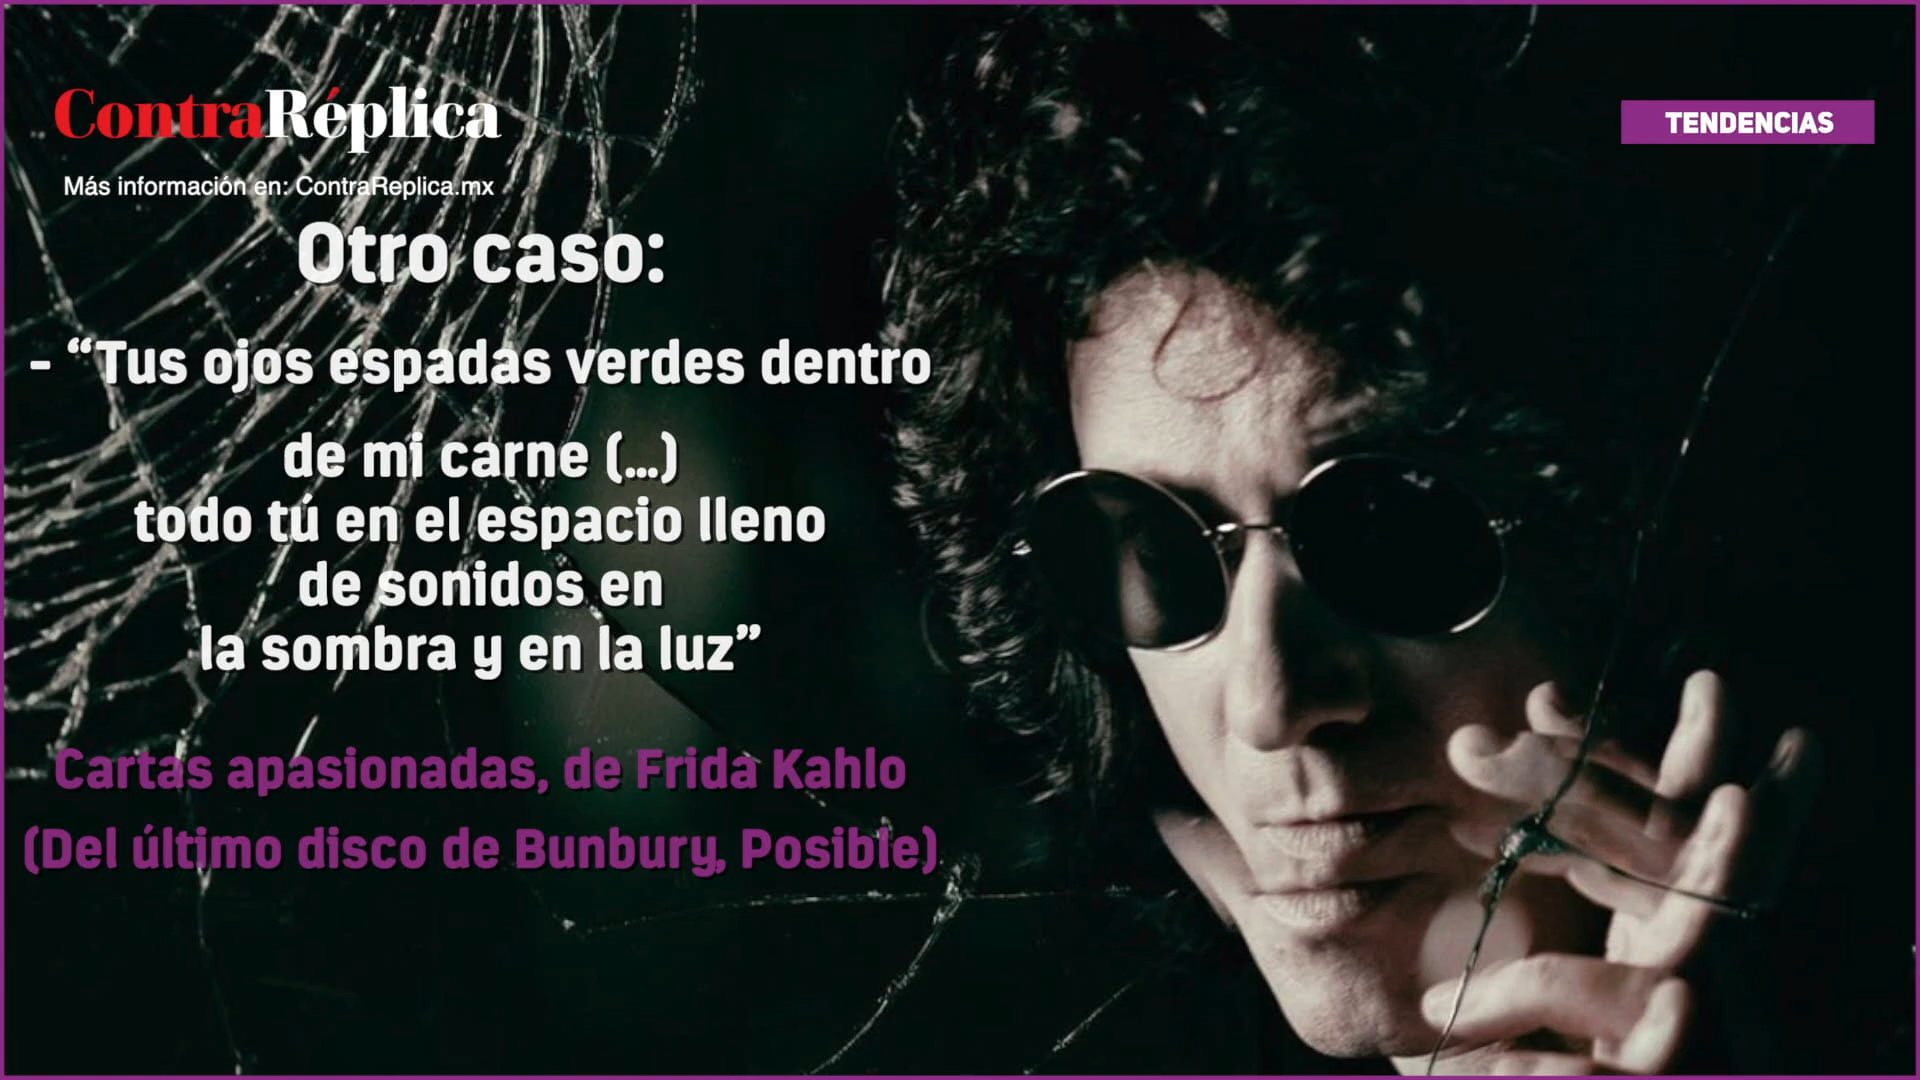 ContraRéplica
TENDENCIAS
Más información en: ContraReplica.mx
Otro caso:
- “Tus ojos espadas verdes dentro
de mi carne (...)
todo tú en el espacio lleno
de sonidos en
la sombra y en la luz”
Cartas apasionadas, de Frida Kahlo
(Del último disco de Bunbury, Posible)